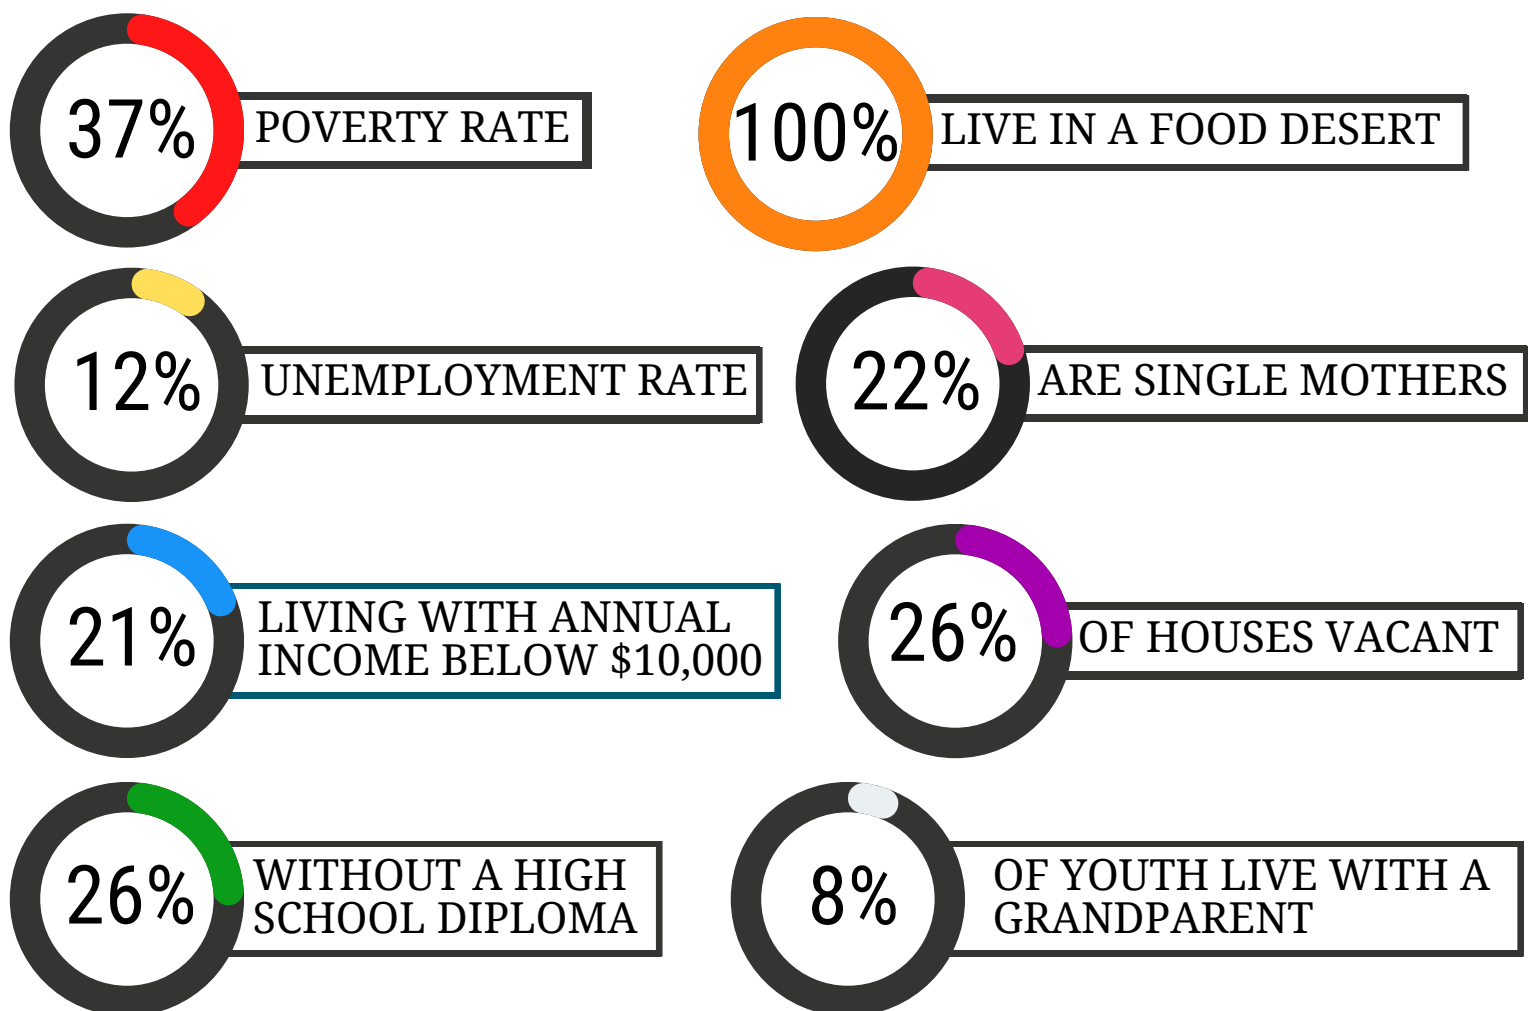 37%
POVERTY RATE
100%
LIVE IN A FOOD DESERT
12%
UNEMPLOYMENT RATE
22%
ARE SINGLE MOTHERS
21%
LIVING WITH ANNUAL
INCOME BELOW $10,000
26%
OF HOUSES VACANT
26%
WITHOUT A HIGH
SCHOOL DIPLOMA
8%
OF YOUTH LIVE WITH A
GRANDPARENT